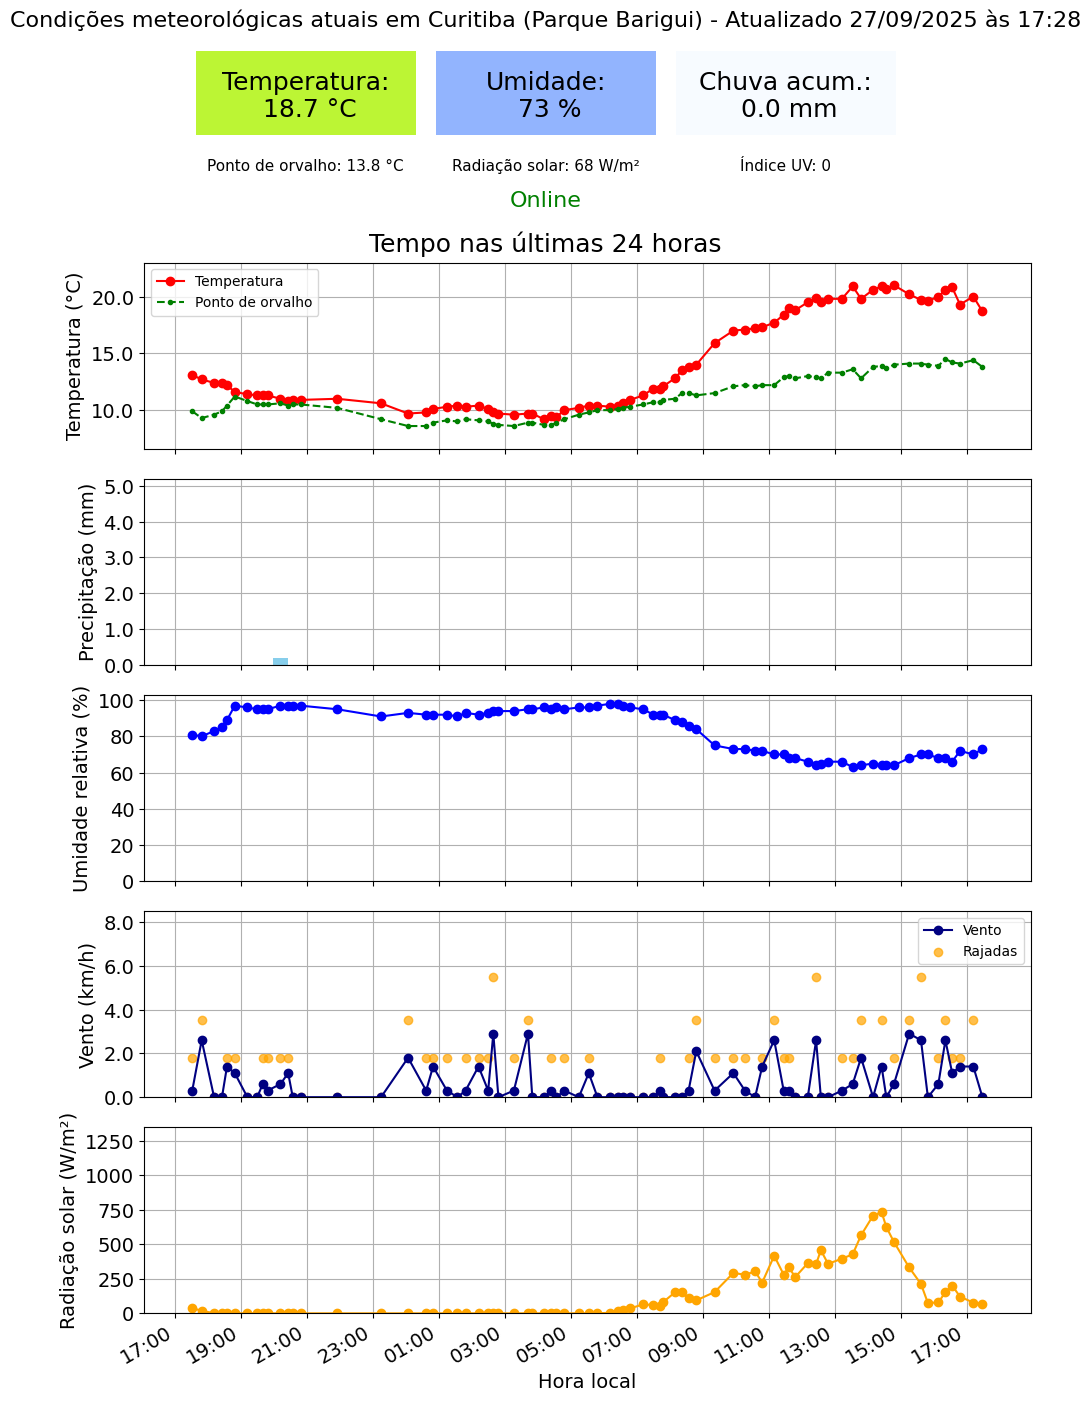 Condições meteorológicas atuais em Curitiba (Parque Barigui) - Atualizado 27/09/2025 às 17:28
Temperatura:
18.7 °C
Umidade:
73 %
Chuva acum.:
0.0 mm
Ponto de orvalho: 13.8 °C
Radiação solar: 68 W/m²
Índice UV: 0
Online
Tempo nas últimas 24 horas
Temperatura (°C)
20.0
15.0
10.0
Temperatura
Ponto de orvalho
Precipitação (mm)
5.0
4.0
3.0
2.0
1.0
0.0
Umidade relativa (%)
100
80
60
40
20
0
Vento (km/h)
8.0
6.0
4.0
2.0
0.0
Vento
Rajadas
Radiação solar (W/m²)
1250
1000
750
500
250
0
17:00
19:00
21:00
23:00
01:00
03:00
05:00
07:00
09:00
11:00
13:00
15:00
17:00
Hora local